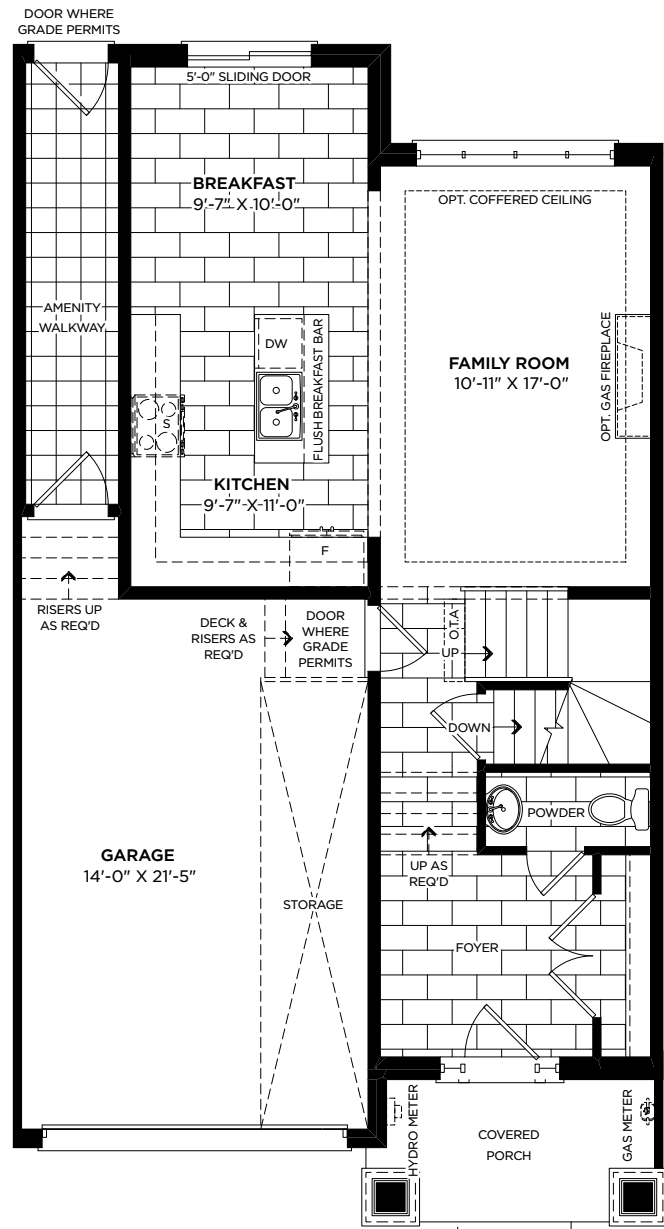 DOOR WHERE
GRADE PERMITS
5'-0" SLIDING DOOR
BREAKFAST
9'-7" X 10'-0"
OPT. COFFERED CEILING
AMENITY
WALKWAY
DW
FLUSH BREAKFAST BAR
FAMILY ROOM
10'-11" X 17'-0"
OPT. GAS FIREPLACE
S
KITCHEN
9'-7" X 11'-0"
F
RISERS UP
AS REQ'D
DECK &
RISERS AS
REQ'D
DOOR
WHERE
GRADE
PERMITS
O.T.A
UP
DOWN
POWDER
GARAGE
14'-0" X 21'-5"
UP AS
REQ'D
STORAGE
FOYER
HYDRO METER
COVERED
PORCH
GAS METER